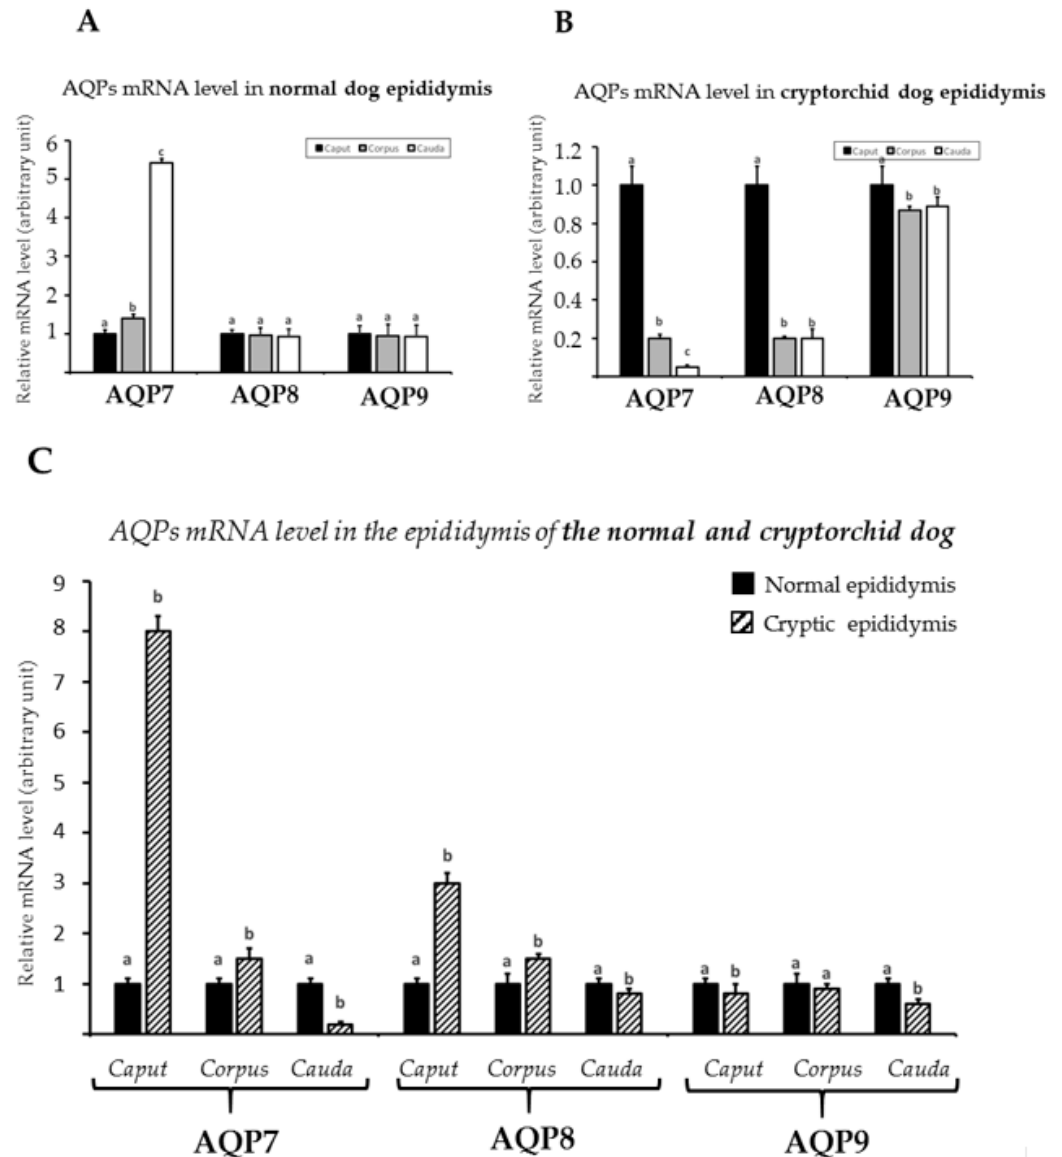 A
AQPs mRNA level in normal dog epididymis
Relative mRNA level (arbitrary unit)
6
5
4
3
2
1
Caput Corpus Cauda
a b c
a a a
a a a
AQP7 AQP8 AQP9
B
AQPs mRNA level in cryptorchid dog epididymis
Relative mRNA level (arbitrary unit)
1.2
1.0
0.8
0.6
0.4
0.2
Caput Corpus Cauda
a b c
a b b
a b b
AQP7 AQP8 AQP9
C
AQPs mRNA level in the epididymis of the normal and cryptorchid dog
Normal epididymis
Cryptic epididymis
Relative mRNA level (arbitrary unit)
9
8
7
6
5
4
3
2
1
a b a b a b
a b a b a b
a b a a a b
Caput Corpus Cauda Caput Corpus Cauda Caput Corpus Cauda
AQP7 AQP8 AQP9